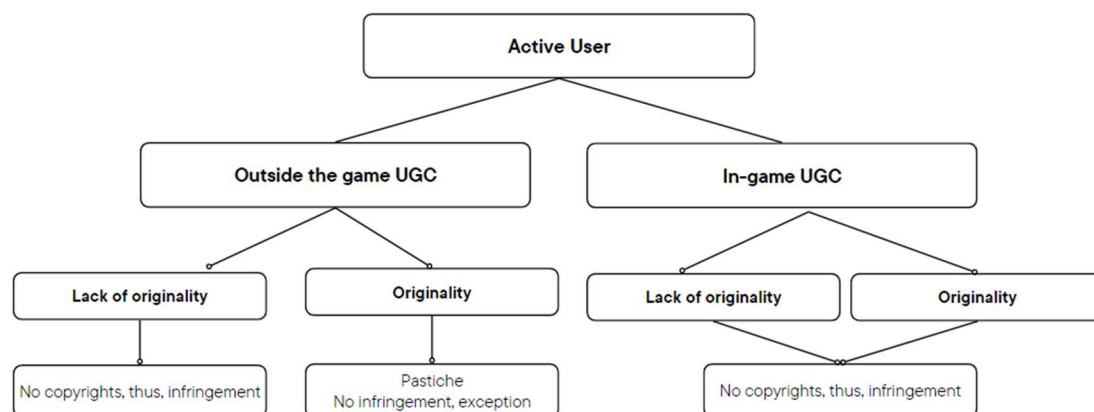 Active User
Outside the game UGC
In-game UGC
Lack of originality
Originality
Lack of originality
Originality
No copyrights, thus, infringement
Pastiche
No infringement, exception
No copyrights, thus, infringement